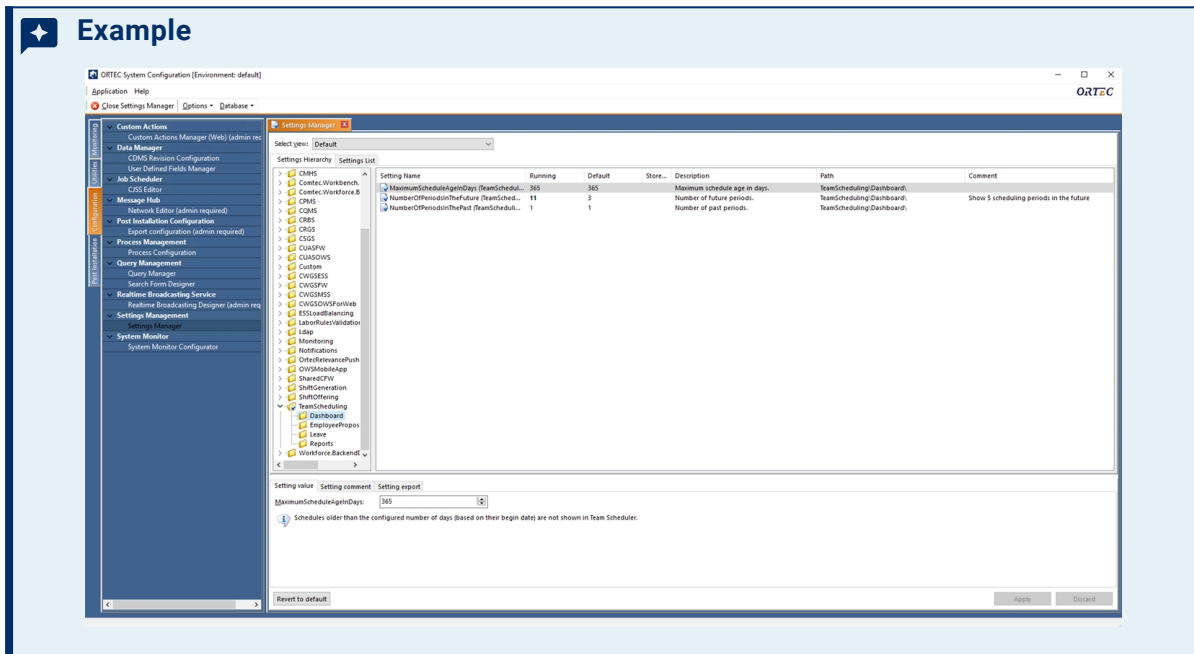 Example
ORTEC System Configuration [Environment: default]
Application Help
ORTEC
Close Settings Manager Options Database
Monitoring
Utilities
Configuration
Post Installation
Custom Actions
Custom Actions Manager (Web) (admin rec
Data Manager
CDMS Revision Configuration
User Defined Fields Manager
Job Scheduler
CJSS Editor
Message Hub
Network Editor (admin required)
Post Installation Configuration
Export configuration (admin required)
Process Management
Process Configuration
Query Management
Query Manager
Search Form Designer
Realtime Broadcasting Service
Realtime Broadcasting Designer (admin req
Settings Management
Settings Manager
System Monitor
System Monitor Configurator
Settings Manager
Select view: Default
Settings Hierarchy Settings List
CMHS
Comtec.Workbench.
Comtec.Workforce.B
CPMS
CQMS
CRBS
CRGS
CSGS
CUASFW
CUASOWS
Custom
CWGSESS
CWGSFW
CWGSMSS
CWGSOWSForWeb
ESSLoadBalancing
LaborRulesValidation
Ldap
Monitoring
Notifications
OrtecRelevancePush
OWSMobileApp
SharedCFW
ShiftGeneration
ShiftOffering
TeamScheduling
Dashboard
EmployeePropos
Leave
Reports
Workforce.BackendD
Setting Name Running Default Store... Description Path Comment
MaximumScheduleAgeInDays (TeamSchedul... 365 365 Maximum schedule age in days. TeamScheduling\Dashboard\
NumberOfPeriodsInTheFuture (TeamSched... 11 3 Number of future periods. TeamScheduling\Dashboard\ Show 5 scheduling periods in the future
NumberOfPeriodsInThePast (TeamScheduli... 1 1 Number of past periods. TeamScheduling\Dashboard\
Setting value Setting comment Setting export
MaximumScheduleAgeInDays: 365
Schedules older than the configured number of days (based on their begin date) are not shown in Team Scheduler.
Revert to default Apply Discard